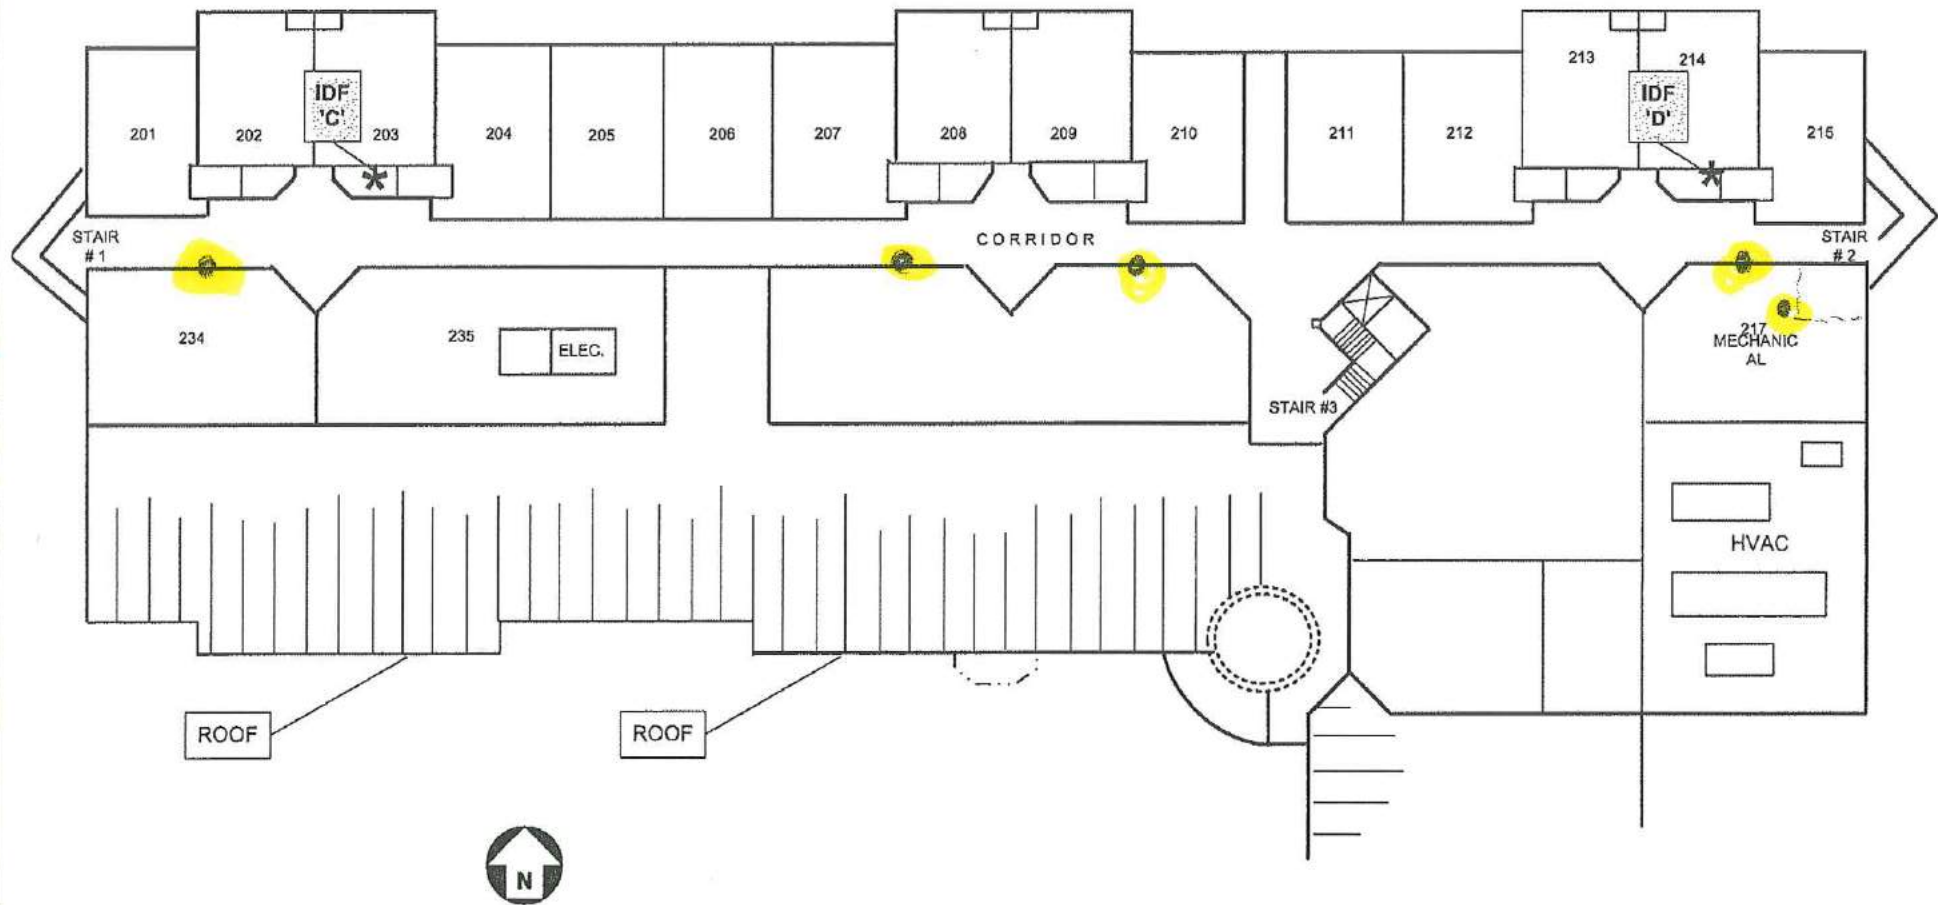 213
214
IDF
'C'
IDF
'D'
201
202
203
204
205
206
207
208
209
210
211
212
215
STAIR
# 1
CORRIDOR
STAIR
# 2
234
235
ELEC.
217
MECHANIC
AL
STAIR #3
HVAC
ROOF
ROOF
N